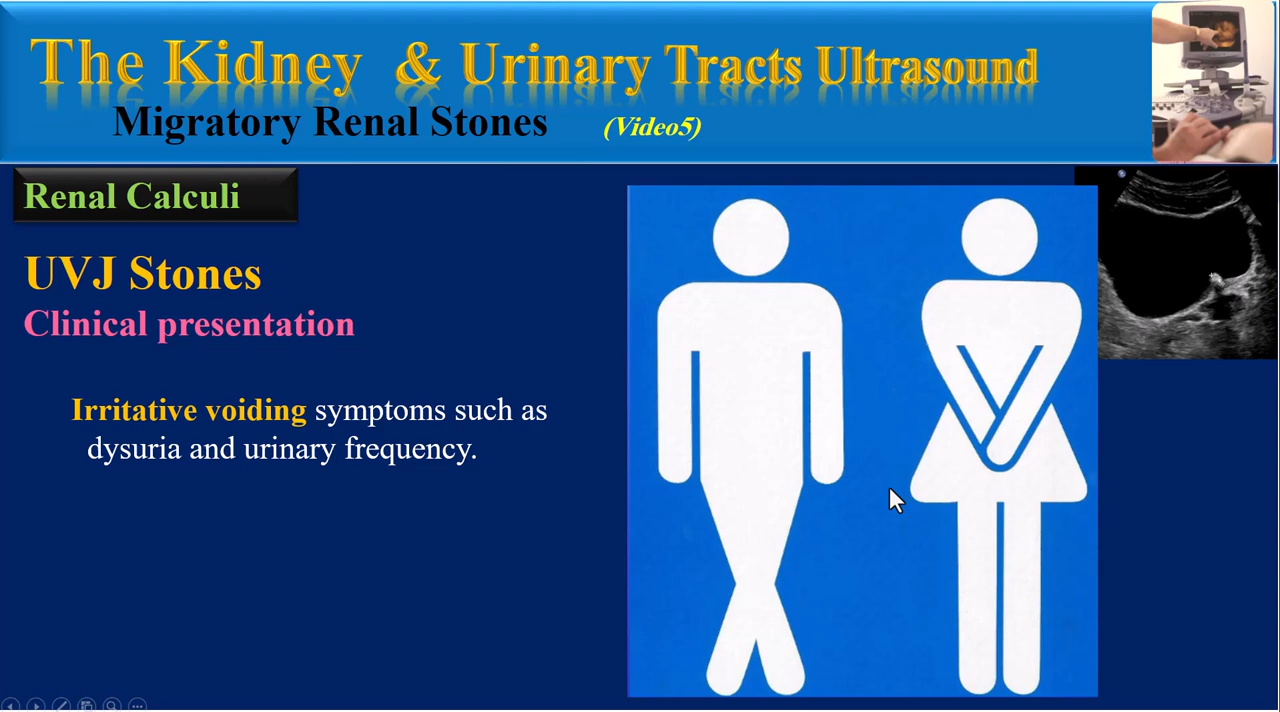 The Kidney & Urinary Tracts Ultrasound
Migratory Renal Stones (Video5)
Renal Calculi
UVJ Stones
Clinical presentation
Irritative voiding symptoms such as
dysuria and urinary frequency.